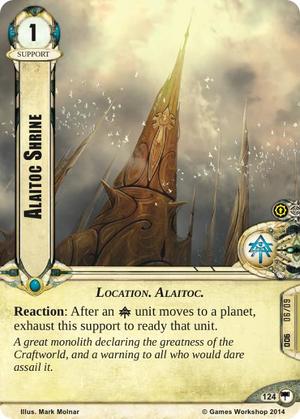 1
SUPPORT
ALAITOC SHRINE
06/09
006
LOCATION. ALAITOC.
Reaction: After an unit moves to a planet,
exhaust this support to ready that unit.
A great monolith declaring the greatness of the
Craftworld, and a warning to all who would dare
assail it.
124
Illus. Mark Molnar
© Games Workshop 2014